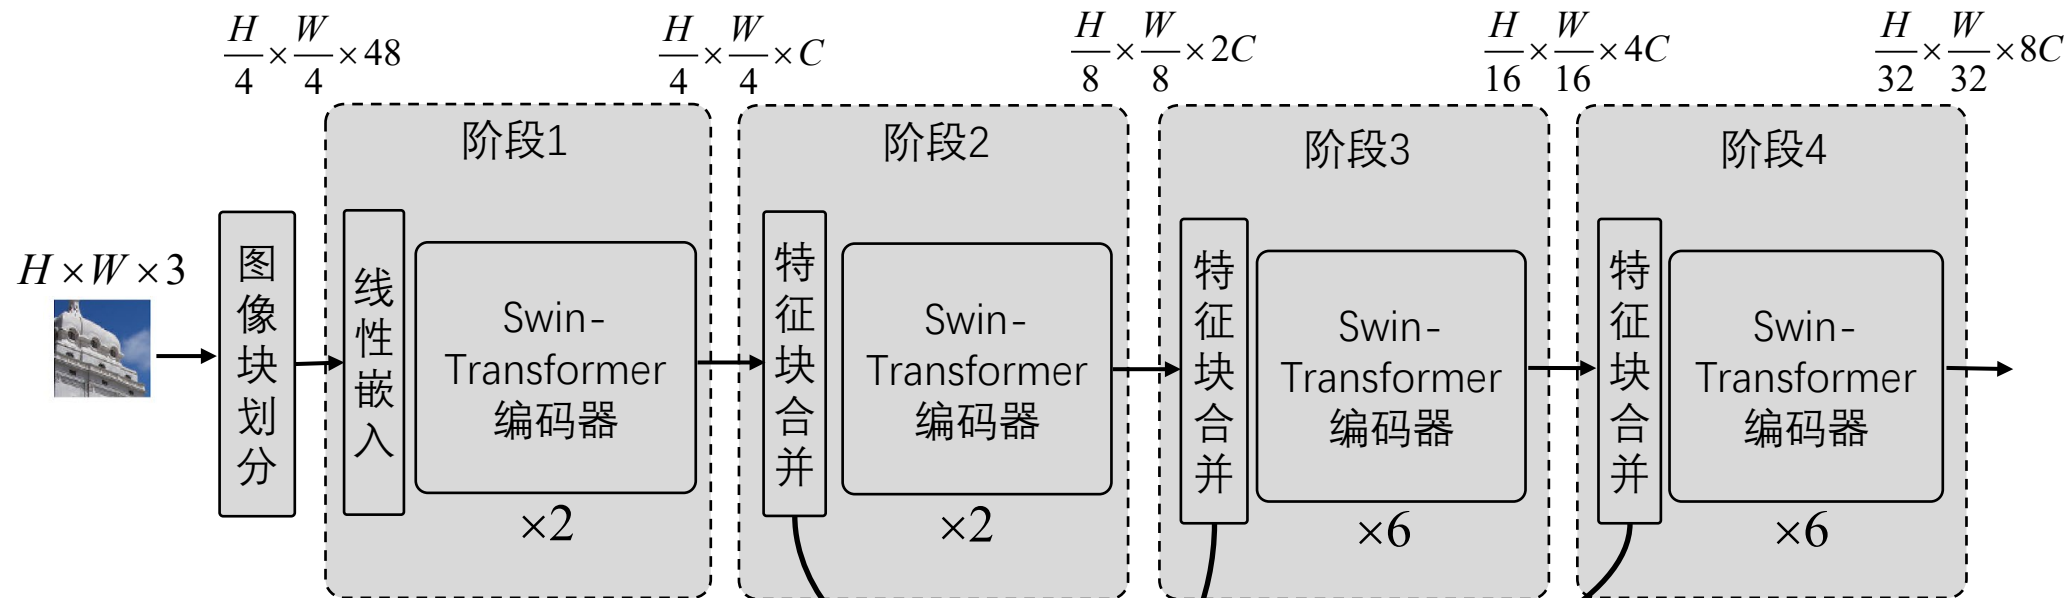 H/4 × W/4 × 48
H/4 × W/4 × C
H/8 × W/8 × 2C
H/16 × W/16 × 4C
H/32 × W/32 × 8C
H × W × 3
图像块划分
阶段1
线性嵌入
Swin-
Transformer
编码器
×2
阶段2
特征块合并
Swin-
Transformer
编码器
×2
阶段3
特征块合并
Swin-
Transformer
编码器
×6
阶段4
特征块合并
Swin-
Transformer
编码器
×6